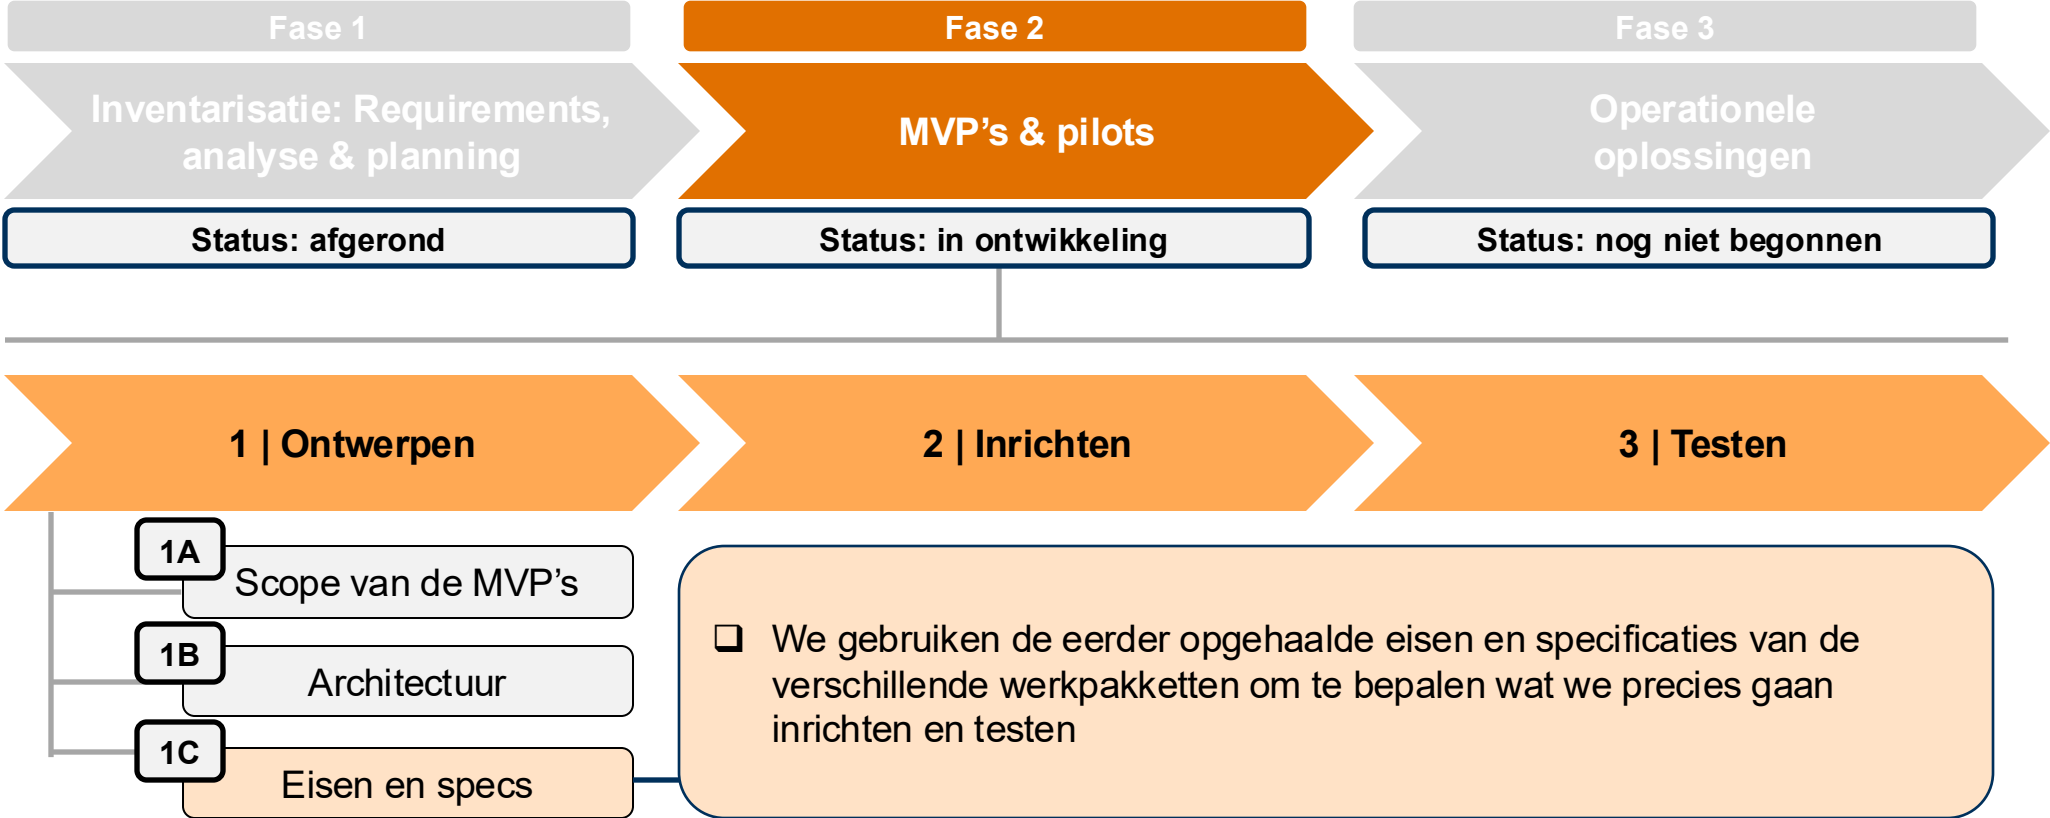 Fase 1
Fase 2
Fase 3
Inventarisatie: Requirements,
analyse & planning
MVP’s & pilots
Operationele
oplossingen
Status: afgerond
Status: in ontwikkeling
Status: nog niet begonnen
1 | Ontwerpen
2 | Inrichten
3 | Testen
1A
Scope van de MVP’s
1B
Architectuur
1C
Eisen en specs
We gebruiken de eerder opgehaalde eisen en specificaties van de
verschillende werkpakketten om te bepalen wat we precies gaan
inrichten en testen